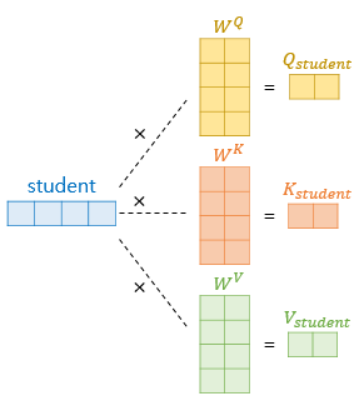 W^Q
Q_student
×
=
W^K
student
×
K_student
=
×
W^V
V_student
=